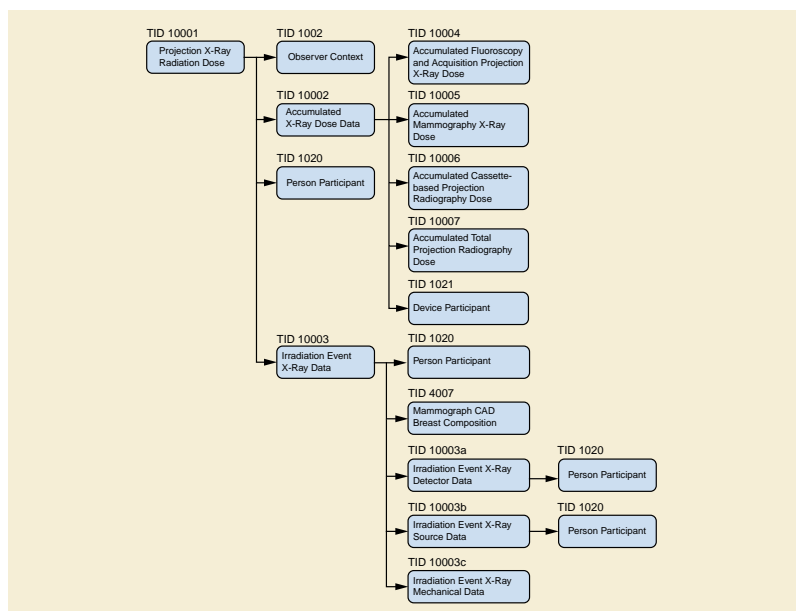 TID 10001
Projection X-Ray
Radiation Dose
TID 1002
Observer Context
TID 10002
Accumulated
X-Ray Dose Data
TID 1020
Person Participant
TID 10004
Accumulated Fluoroscopy
and Acquisition Projection
X-Ray Dose
TID 10005
Accumulated
Mammography X-Ray
Dose
TID 10006
Accumulated Cassette-
based Projection
Radiography Dose
TID 10007
Accumulated Total
Projection Radiography
Dose
TID 1021
Device Participant
TID 10003
Irradiation Event
X-Ray Data
TID 1020
Person Participant
TID 4007
Mammograph CAD
Breast Composition
TID 10003a
Irradiation Event X-Ray
Detector Data
TID 1020
Person Participant
TID 10003b
Irradiation Event X-Ray
Source Data
TID 1020
Person Participant
TID 10003c
Irradiation Event X-Ray
Mechanical Data